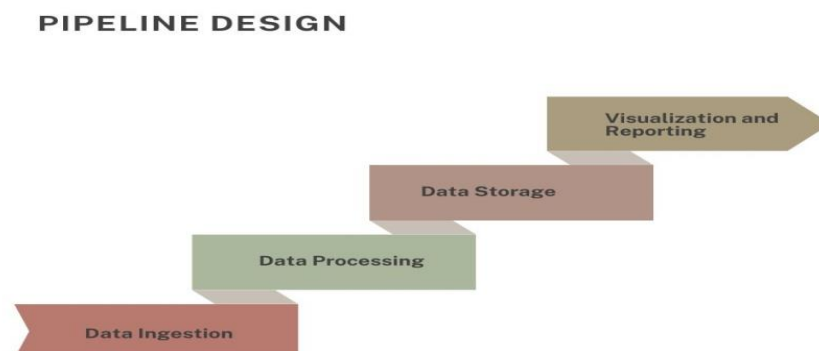 PIPELINE DESIGN
Visualization and
Reporting
Data Storage
Data Processing
Data Ingestion